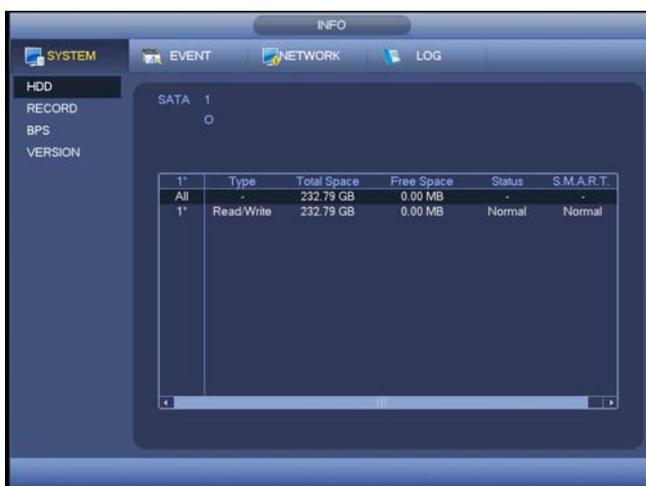 INFO
SYSTEM EVENT NETWORK LOG
HDD
RECORD
BPS
VERSION
SATA 1
O
1* Type Total Space Free Space Status S.M.A.R.T.
All - 232.79 GB 0.00 MB - -
1* Read/Write 232.79 GB 0.00 MB Normal Normal